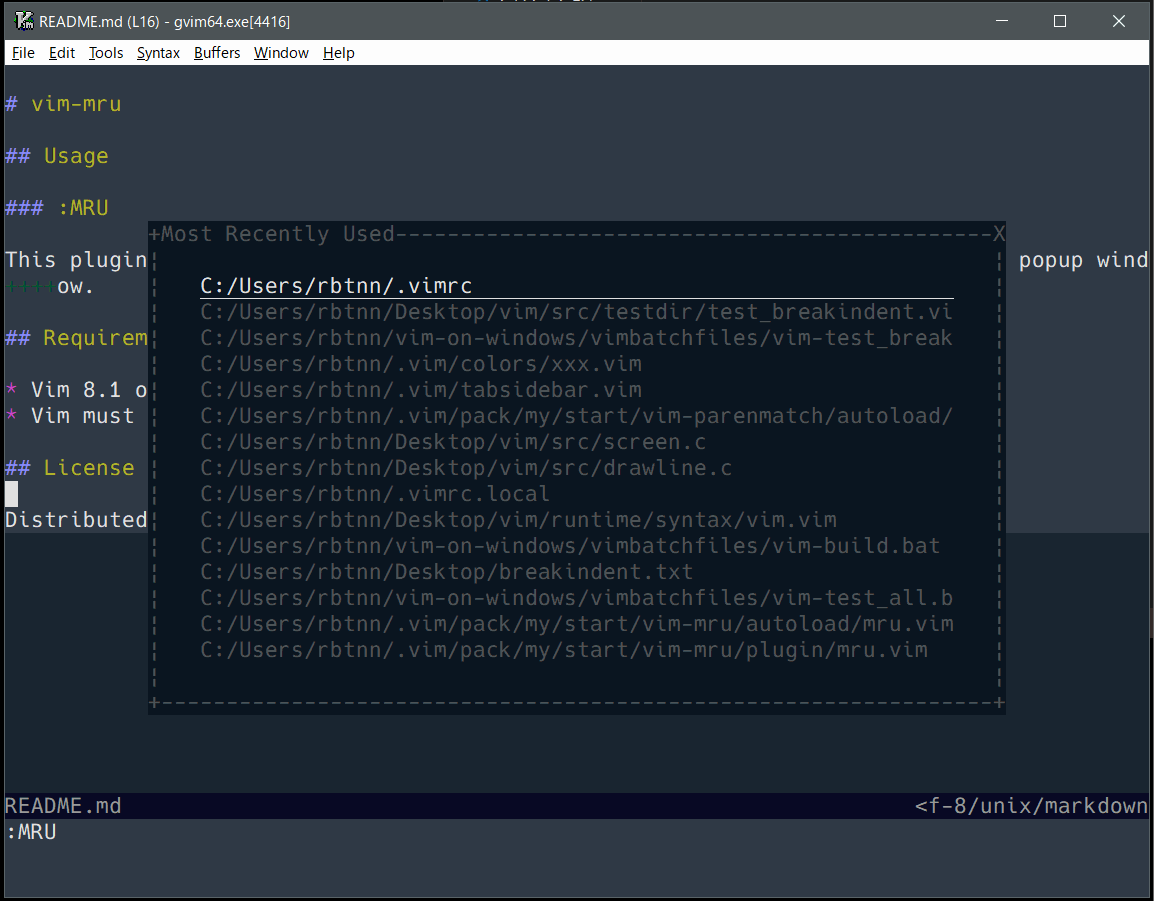 README.md (L16) - gvim64.exe[4416]
File Edit Tools Syntax Buffers Window Help
# vim-mru
## Usage
### :MRU
+Most Recently Used----------------------------------------------X
This plugin popup wind
++++ow.
C:/Users/rbtnn/.vimrc
C:/Users/rbtnn/Desktop/vim/src/testdir/test_breakindent.vi
## Requirem
C:/Users/rbtnn/vim-on-windows/vimbatchfiles/vim-test_break
C:/Users/rbtnn/.vim/colors/xxx.vim
* Vim 8.1 o
C:/Users/rbtnn/.vim/tabsidebar.vim
* Vim must
C:/Users/rbtnn/.vim/pack/my/start/vim-parenmatch/autoload/
C:/Users/rbtnn/Desktop/vim/src/screen.c
## License
C:/Users/rbtnn/Desktop/vim/src/drawline.c
C:/Users/rbtnn/.vimrc.local
Distributed
C:/Users/rbtnn/Desktop/vim/runtime/syntax/vim.vim
C:/Users/rbtnn/vim-on-windows/vimbatchfiles/vim-build.bat
C:/Users/rbtnn/Desktop/breakindent.txt
C:/Users/rbtnn/vim-on-windows/vimbatchfiles/vim-test_all.b
C:/Users/rbtnn/.vim/pack/my/start/vim-mru/autoload/mru.vim
C:/Users/rbtnn/.vim/pack/my/start/vim-mru/plugin/mru.vim
+-----------------------------------------------------------------+
README.md <f-8/unix/markdown
:MRU